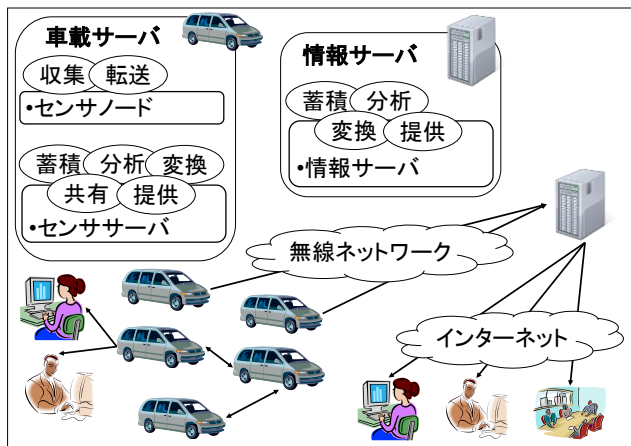 車載サーバ
収集 転送
•センサノード
蓄積 分析 変換
共有 提供
•センササーバ
情報サーバ
蓄積 分析
変換 提供
•情報サーバ
無線ネットワーク
インターネット